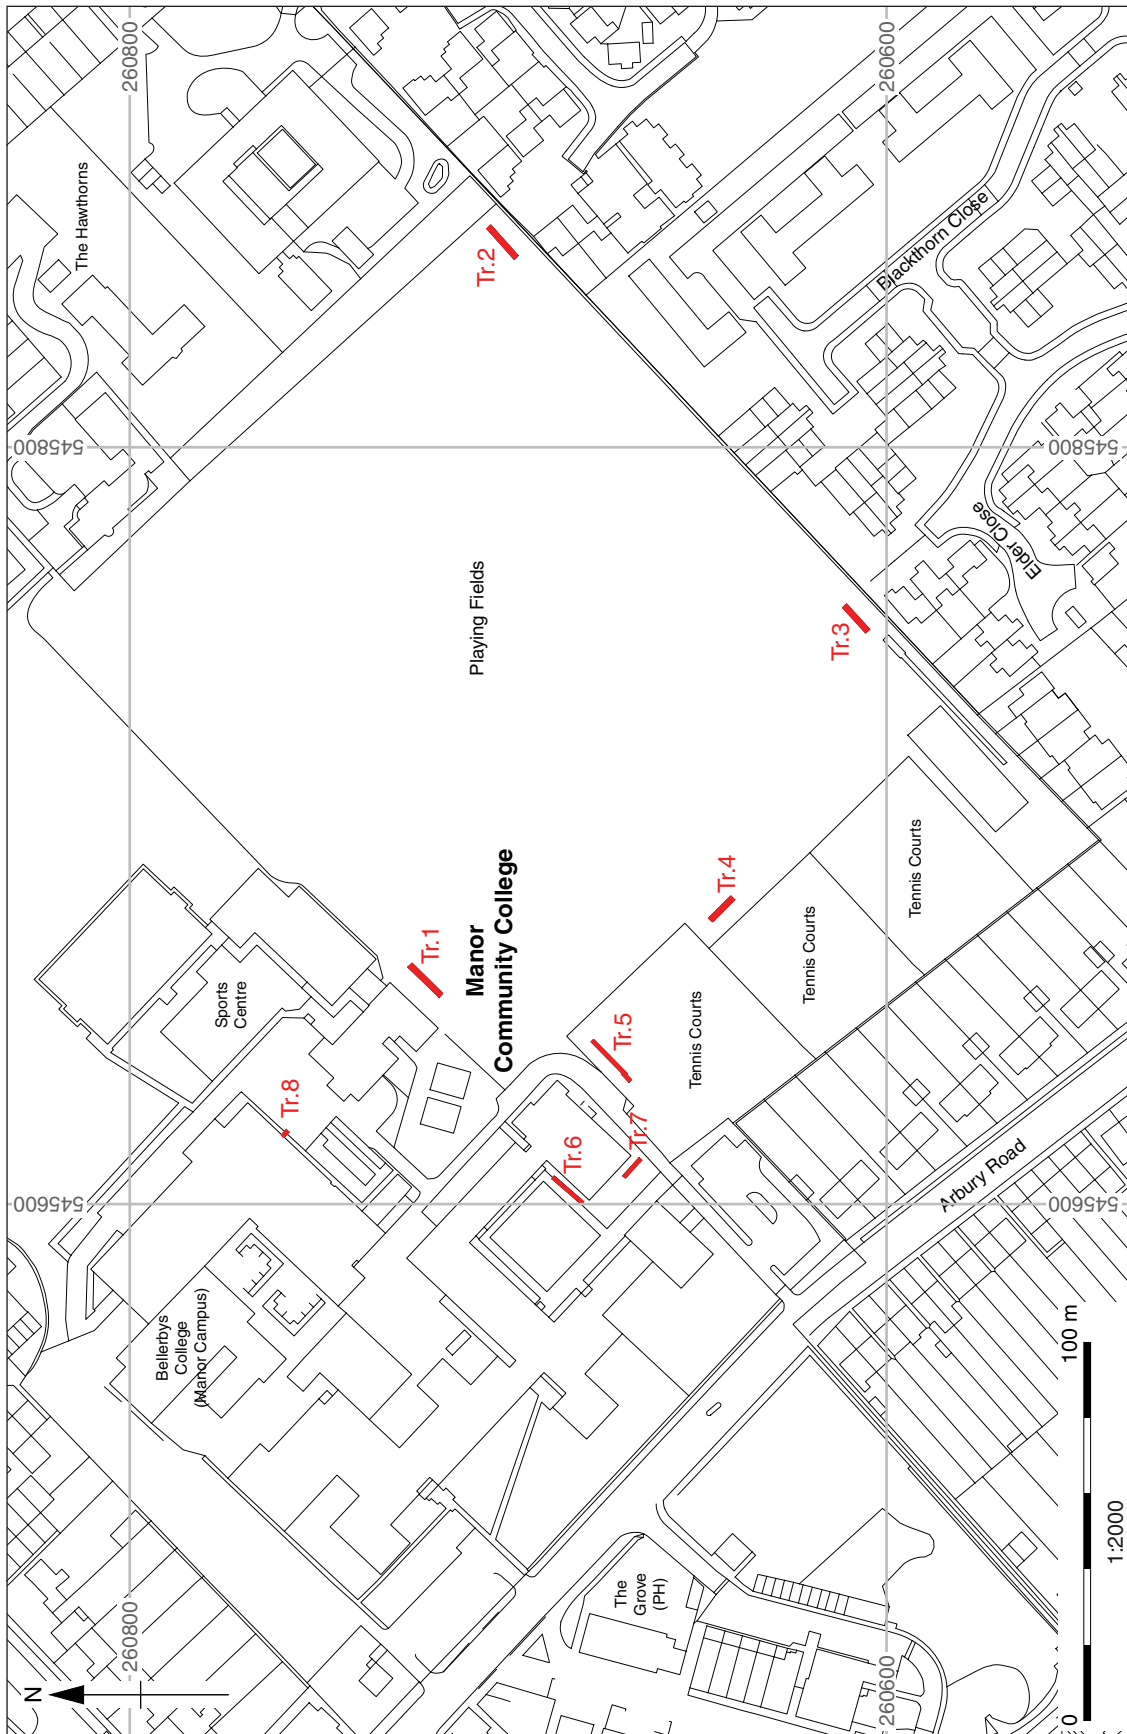 N
260800
260800
The Hawthorns
545800
Tr.2
Playing Fields
Sports
Centre
Tr.1
Manor
Community College
Tr.8
Bellerbys
College
(Manor Campus)
545600
Tr.3
Tr.4
Tr.5
Tr.6
Tr.7
Tennis Courts
Tennis Courts
Tennis Courts
Blackthorn Close
Elder Close
545800
260600
Arbury Road
545600
The
Grove
(PH)
260600
0
100 m
1:2000